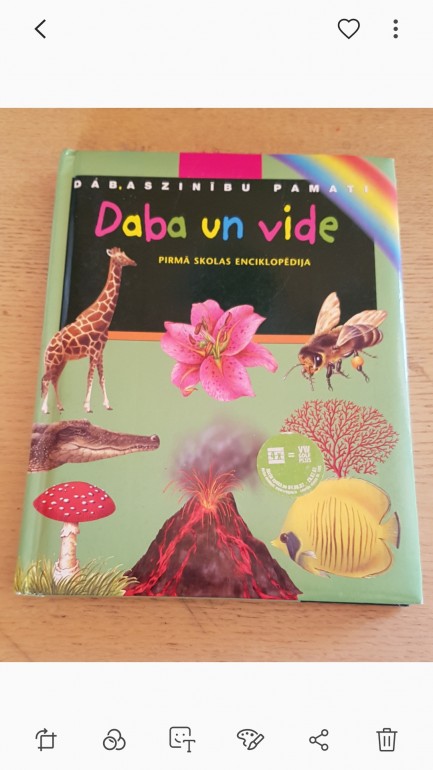 DABASZINĪBU PAMATI
Daba un vide
PIRMĀ SKOLAS ENCIKLOPĒDIJA
=